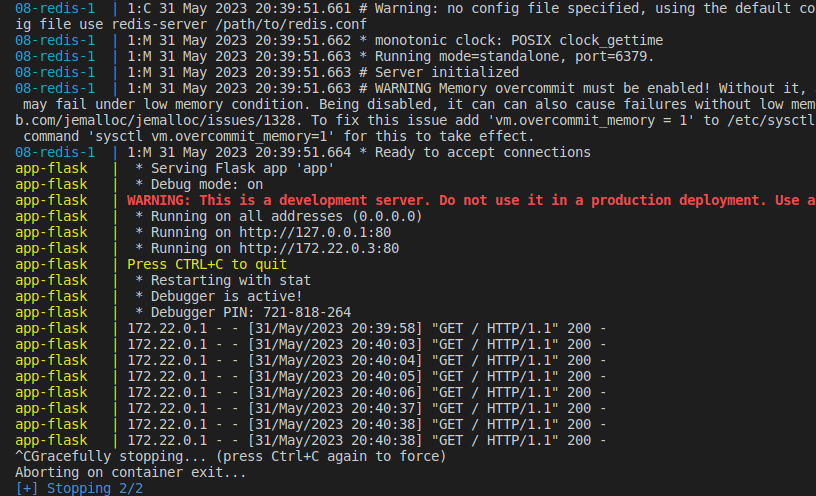 08-redis-1  | 1:C 31 May 2023 20:39:51.661 # Warning: no config file specified, using the default co
ig file use redis-server /path/to/redis.conf
08-redis-1  | 1:M 31 May 2023 20:39:51.662 * monotonic clock: POSIX clock_gettime
08-redis-1  | 1:M 31 May 2023 20:39:51.663 * Running mode=standalone, port=6379.
08-redis-1  | 1:M 31 May 2023 20:39:51.663 # Server initialized
08-redis-1  | 1:M 31 May 2023 20:39:51.663 # WARNING Memory overcommit must be enabled! Without it,
may fail under low memory condition. Being disabled, it can can also cause failures without low mem
b.com/jemalloc/jemalloc/issues/1328. To fix this issue add 'vm.overcommit_memory = 1' to /etc/sysctl
command 'sysctl vm.overcommit_memory=1' for this to take effect.
08-redis-1  | 1:M 31 May 2023 20:39:51.664 * Ready to accept connections
app-flask   |  * Serving Flask app 'app'
app-flask   |  * Debug mode: on
app-flask   | WARNING: This is a development server. Do not use it in a production deployment. Use a
app-flask   |  * Running on all addresses (0.0.0.0)
app-flask   |  * Running on http://127.0.0.1:80
app-flask   |  * Running on http://172.22.0.3:80
app-flask   | Press CTRL+C to quit
app-flask   |  * Restarting with stat
app-flask   |  * Debugger is active!
app-flask   |  * Debugger PIN: 721-818-264
app-flask   | 172.22.0.1 - - [31/May/2023 20:39:58] "GET / HTTP/1.1" 200 -
app-flask   | 172.22.0.1 - - [31/May/2023 20:40:03] "GET / HTTP/1.1" 200 -
app-flask   | 172.22.0.1 - - [31/May/2023 20:40:04] "GET / HTTP/1.1" 200 -
app-flask   | 172.22.0.1 - - [31/May/2023 20:40:05] "GET / HTTP/1.1" 200 -
app-flask   | 172.22.0.1 - - [31/May/2023 20:40:06] "GET / HTTP/1.1" 200 -
app-flask   | 172.22.0.1 - - [31/May/2023 20:40:37] "GET / HTTP/1.1" 200 -
app-flask   | 172.22.0.1 - - [31/May/2023 20:40:38] "GET / HTTP/1.1" 200 -
app-flask   | 172.22.0.1 - - [31/May/2023 20:40:38] "GET / HTTP/1.1" 200 -
^CGracefully stopping... (press Ctrl+C again to force)
Aborting on container exit...
[+] Stopping 2/2